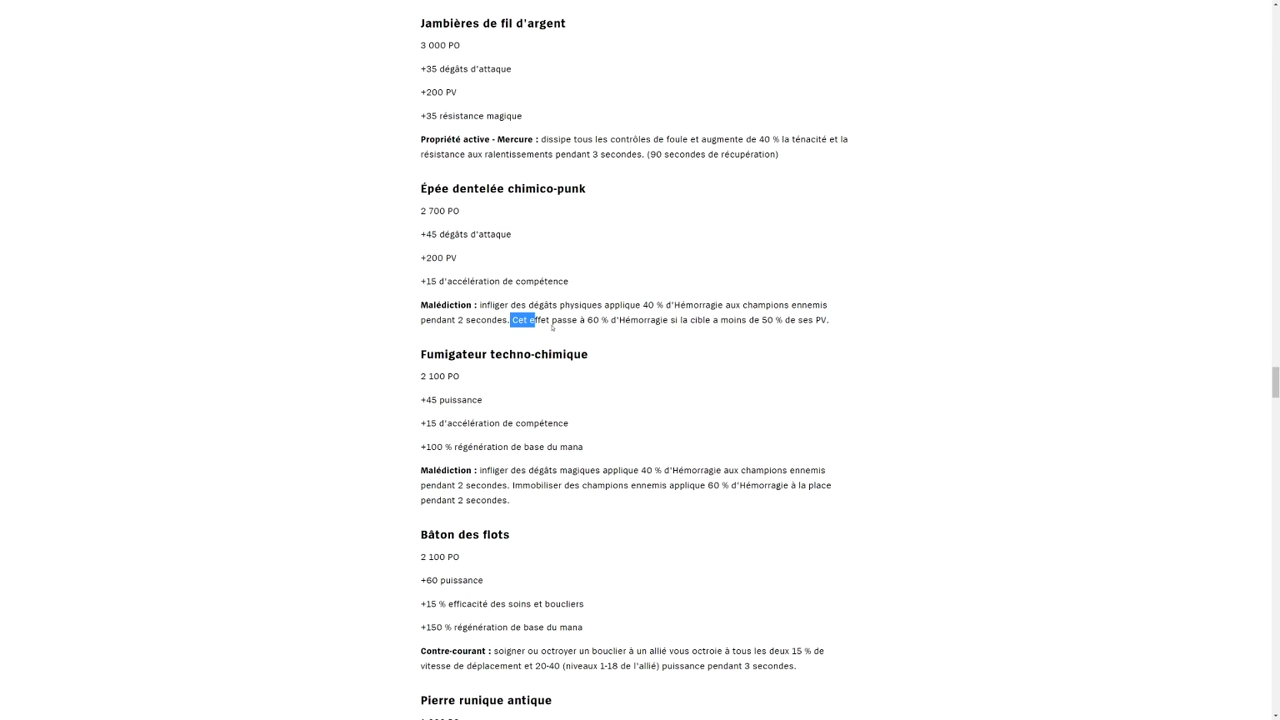 Jambières de fil d'argent
3 000 PO
+35 dégâts d'attaque
+200 PV
+35 résistance magique
Propriété active - Mercure : dissipe tous les contrôles de foule et augmente de 40 % la ténacité et la
résistance aux ralentissements pendant 3 secondes. (90 secondes de récupération)
Épée dentelée chimico-punk
2 700 PO
+45 dégâts d'attaque
+200 PV
+15 d'accélération de compétence
Malédiction : infliger des dégâts physiques applique 40 % d'Hémorragie aux champions ennemis
pendant 2 secondes. Cet effet passe à 60 % d'Hémorragie si la cible a moins de 50 % de ses PV.
Fumigateur techno-chimique
2 100 PO
+45 puissance
+15 d'accélération de compétence
+100 % régénération de base du mana
Malédiction : infliger des dégâts magiques applique 40 % d'Hémorragie aux champions ennemis
pendant 2 secondes. Immobiliser des champions ennemis applique 60 % d'Hémorragie à la place
pendant 2 secondes.
Bâton des flots
2 100 PO
+60 puissance
+15 % efficacité des soins et boucliers
+150 % régénération de base du mana
Contre-courant : soigner ou octroyer un bouclier à un allié vous octroie à tous les deux 15 % de
vitesse de déplacement et 20-40 (niveaux 1-18 de l'allié) puissance pendant 3 secondes.
Pierre runique antique